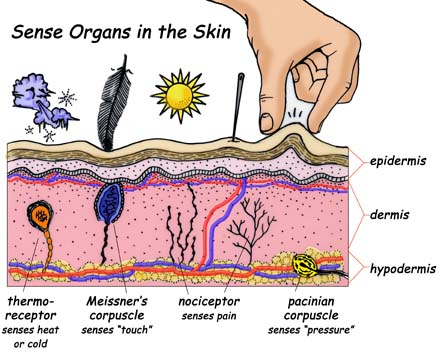 Sense Organs in the Skin
epidermis
dermis
hypodermis
thermo-
receptor
senses heat
or cold
Meissner's
corpuscle
senses "touch"
nociceptor
senses pain
pacinian
corpuscle
senses "pressure"